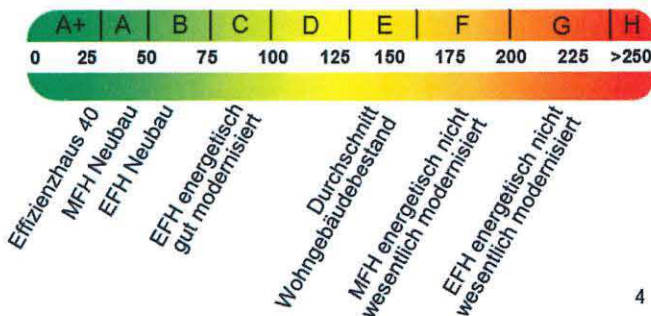 A+ A B C D E F G H
0 25 50 75 100 125 150 175 200 225 >250
Effizienzhaus 40
MFH Neubau
EFH Neubau
EFH energetisch
gut modernisiert
Durchschnitt
Wohngebäudebestand
MFH energetisch nicht
wesentlich modernisiert
EFH energetisch nicht
wesentlich modernisiert
4